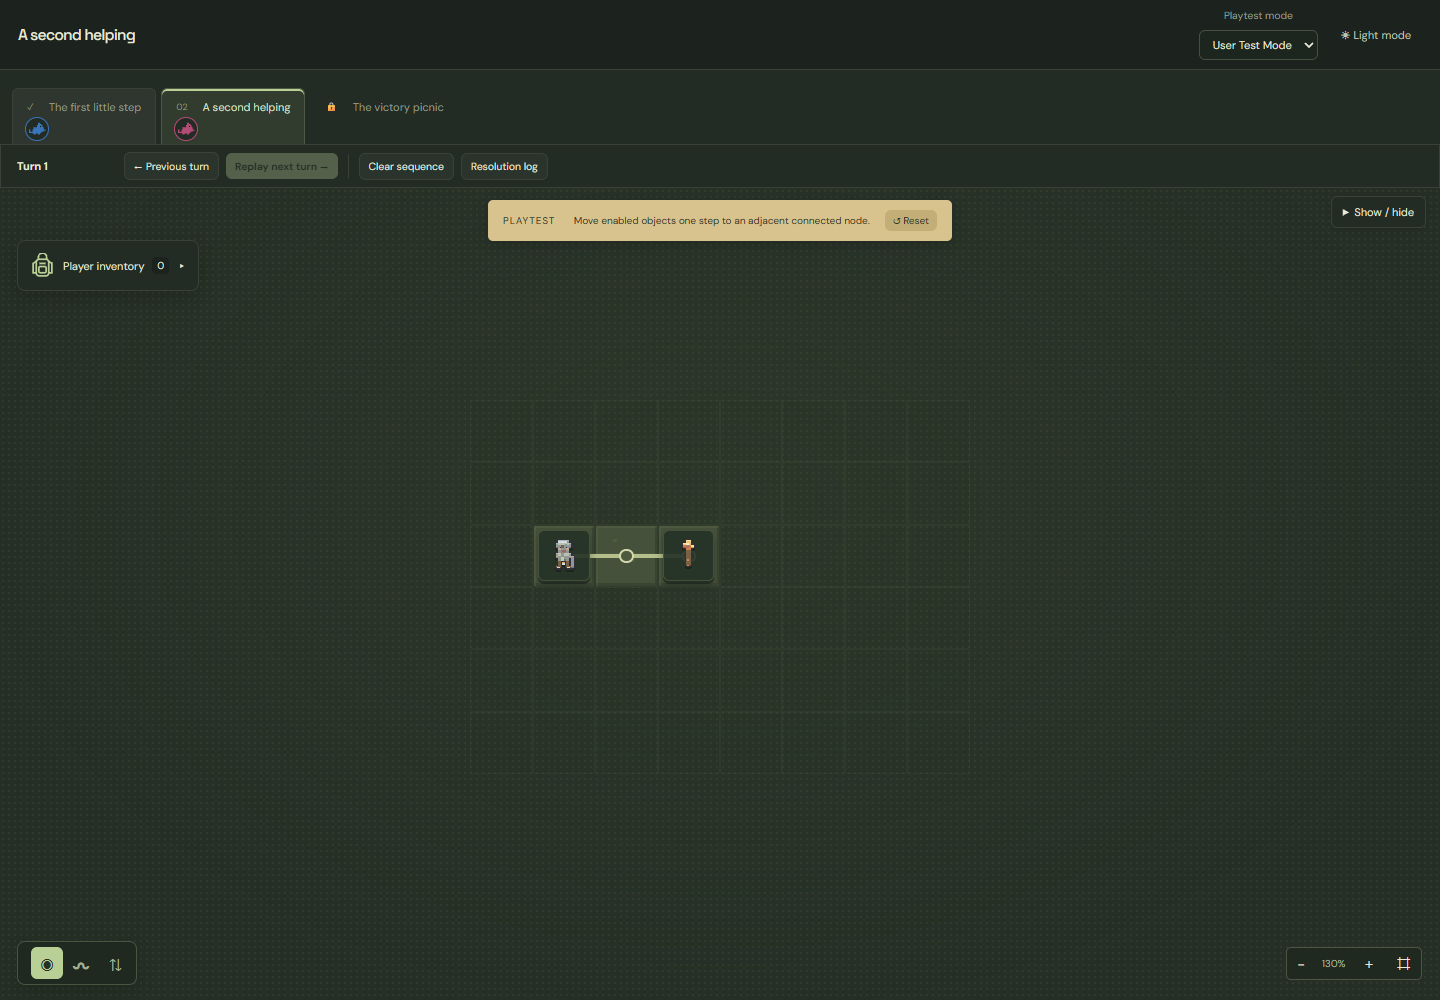 A second helping
Playtest mode
User Test Mode
☀ Light mode
✓ The first little step
02 A second helping
The victory picnic
Turn 1
← Previous turn
Replay next turn →
Clear sequence
Resolution log
PLAYTEST Move enabled objects one step to an adjacent connected node. ↺ Reset
▶ Show / hide
Player inventory 0 ▸
− 130% +